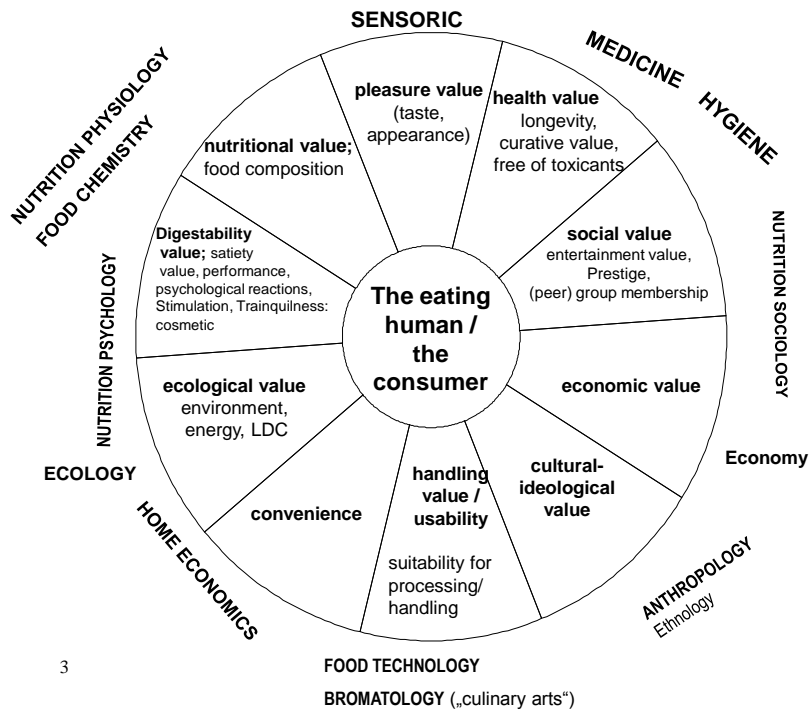 SENSORIC
MEDICINE
HYGIENE
NUTRITION PHYSIOLOGY
FOOD CHEMISTRY
pleasure value
(taste,
appearance)
health value
longevity,
curative value,
free of toxicants
nutritional value;
food composition
social value
entertainment value,
Prestige,
(peer) group membership
NUTRITION SOCIOLOGY
Digestability
value; satiety
value, performance,
psychological reactions,
Stimulation, Trainquilness:
cosmetic
NUTRITION PSYCHOLOGY
The eating
human /
the
consumer
economic value
Economy
ecological value
environment,
energy, LDC
ECOLOGY
cultural-
ideological
value
ANTHROPOLOGY
Ethnology
handling
value /
usability
suitability for
processing/
handling
convenience
HOME ECONOMICS
3
FOOD TECHNOLOGY
BROMATOLOGY („culinary arts“)